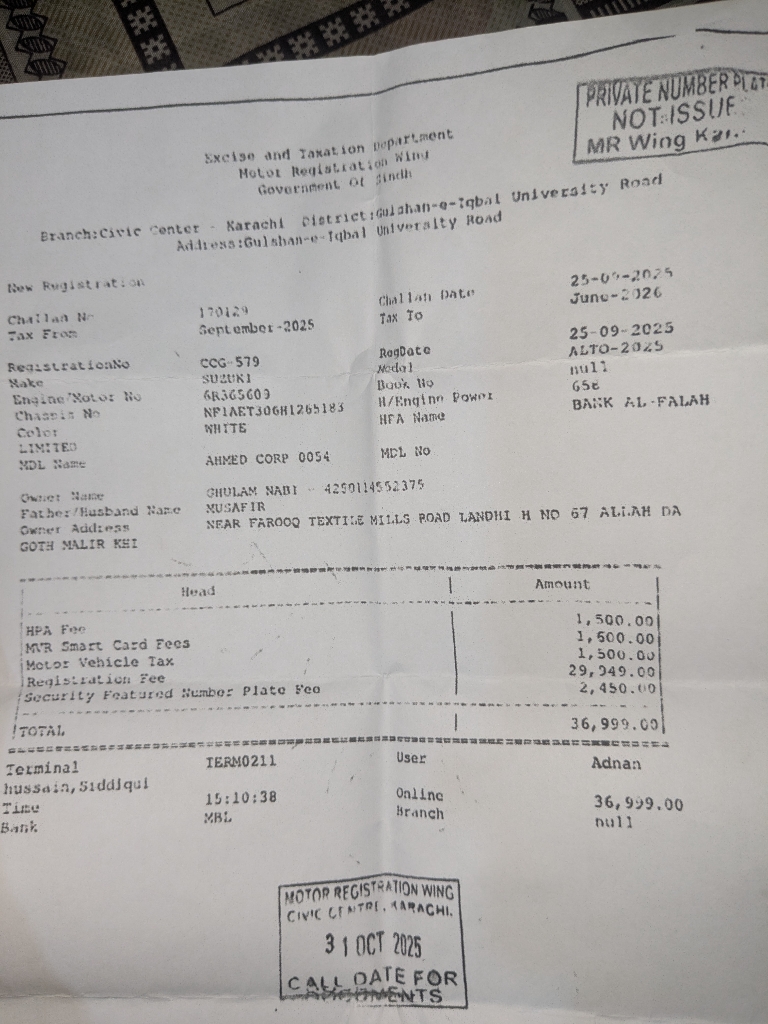 PRIVATE NUMBER PLAT
NOT ISSUE
MR Wing Kar..
Excise and Taxation Department
Motor Registration Wing
Government Of Sindh
Branch:Civic Center - Karachi District:Gulshan-e-Iqbal University Road
Address:Gulshan-e-Iqbal University Road
New Registration
Challan No 170129 Challan Date 25-09-2025
Tax From September-2025 Tax To June-2026
RegistrationNo CCG-579 RegDate 25-09-2025
Make SUZUKI Model ALTO-2025
Engine/Motor No 6R365609 Book No null
Chassis No NF1AET306H1265183 H/Engine Power 658
Color WHITE HPA Name BANK AL-FALAH
LIMITED
MDL Name AHMED CORP 0054 MDL No
Owner Name GHULAM NABI - 4250114552375
Father/Husband Name MUSAFIR
Owner Address NEAR FAROOQ TEXTILE MILLS ROAD LANDHI H NO 67 ALLAH DA
GOTH MALIR KHI
Head Amount
HPA Fee 1,500.00
MVR Smart Card Fees 1,600.00
Motor Vehicle Tax 1,500.00
Registration Fee 29,949.00
Security Featured Number Plate Fee 2,450.00
TOTAL 36,999.00
Terminal TERM0211 User Adnan
hussain,Siddiqui
Time 15:10:38 Online 36,999.00
Bank MBL Branch null
MOTOR REGISTRATION WING
CIVIC CENTRE, KARACHI.
31 OCT 2025
CALL DATE FOR